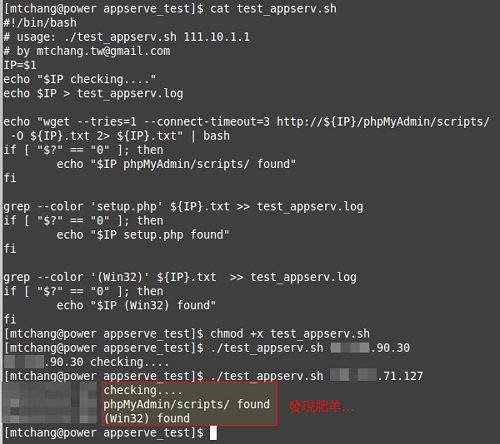 [mtchang@power appserve_test]$ cat test_appserv.sh
#!/bin/bash
# usage: ./test_appserv.sh 111.10.1.1
# by mtchang.tw@gmail.com
IP=$1
echo "$IP checking...."
echo $IP > test_appserv.log
echo "wget --tries=1 --connect-timeout=3 http://${IP}/phpMyAdmin/scripts/
-O ${IP}.txt 2> ${IP}.txt" | bash
if [ "$?" == "0" ]; then
echo "$IP phpMyAdmin/scripts/ found"
fi
grep --color 'setup.php' ${IP}.txt >> test_appserv.log
if [ "$?" == "0" ]; then
echo "$IP setup.php found"
fi
grep --color '(Win32)' ${IP}.txt  >> test_appserv.log
if [ "$?" == "0" ]; then
echo "$IP (Win32) found"
fi
[mtchang@power appserve_test]$ chmod +x test_appserv.sh
[mtchang@power appserve_test]$ ./test_appserv.sh .90.30
.90.30 checking....
[mtchang@power appserve_test]$ ./test_appserv.sh .71.127
checking....
phpMyAdmin/scripts/ found
(Win32) found
發現肥羊...
[mtchang@power appserve_test]$